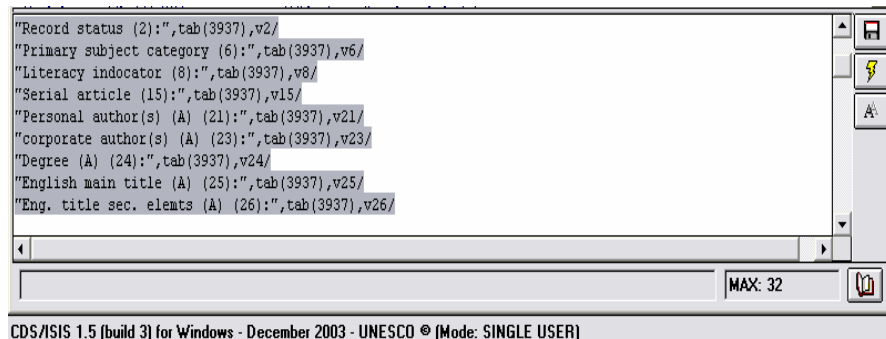 "Record status (2):",tab(3937),v2/
"Primary subject category (6):",tab(3937),v6/
"Literacy indocator (8):",tab(3937),v8/
"Serial article (15):",tab(3937),v15/
"Personal author(s) (A) (21):",tab(3937),v21/
"corporate author(s) (A) (23):",tab(3937),v23/
"Degree (A) (24):",tab(3937),v24/
"English main title (A) (25):",tab(3937),v25/
"Eng. title sec. elemts (A) (26):",tab(3937),v26/
MAX: 32
CDS/ISIS 1.5 (build 3) for Windows - December 2003 - UNESCO © (Mode: SINGLE USER)